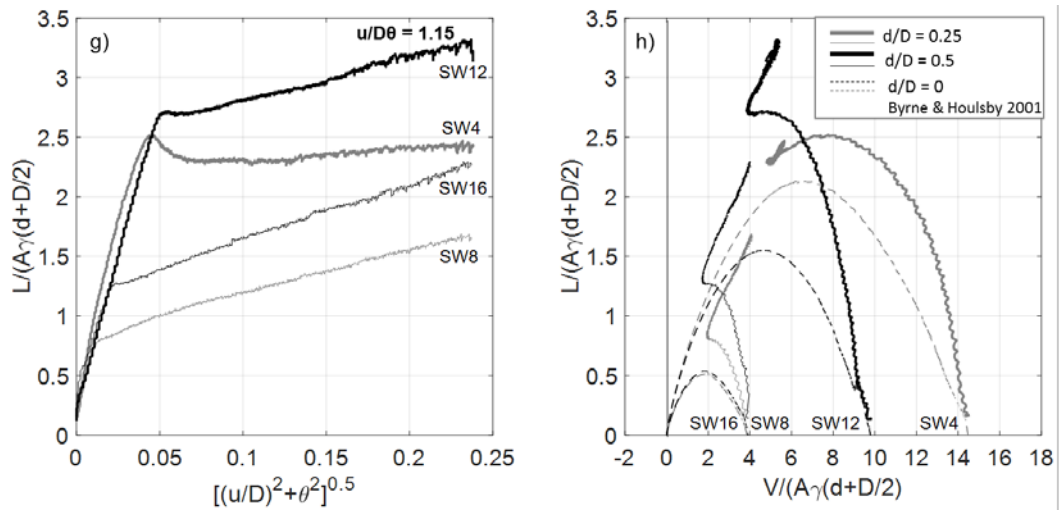 g)
u/Dθ = 1.15
SW12
SW4
SW16
SW8
3.5
3
2.5
2
1.5
1
0.5
0
0
0.05
0.1
0.15
0.2
0.25
L/(Aγ(d+D/2)
[(u/D)²+θ²]⁰·⁵
h)
d/D = 0.25
d/D = 0.5
d/D = 0
Byrne & Houlsby 2001
3.5
3
2.5
2
1.5
1
0.5
0
SW16
SW8
SW12
SW4
-2
0
2
4
6
8
10
12
14
16
18
L/(Aγ(d+D/2)
V/(Aγ(d+D/2)